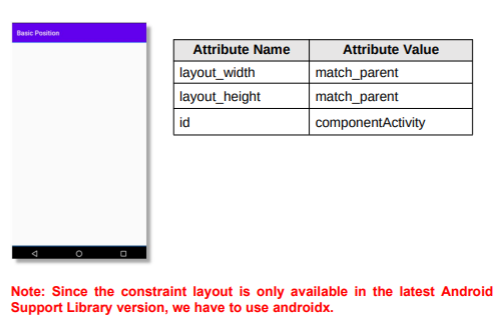 Basic Position
Attribute Name Attribute Value
layout_width match_parent
layout_height match_parent
id componentActivity
Note: Since the constraint layout is only available in the latest Android
Support Library version, we have to use androidx.